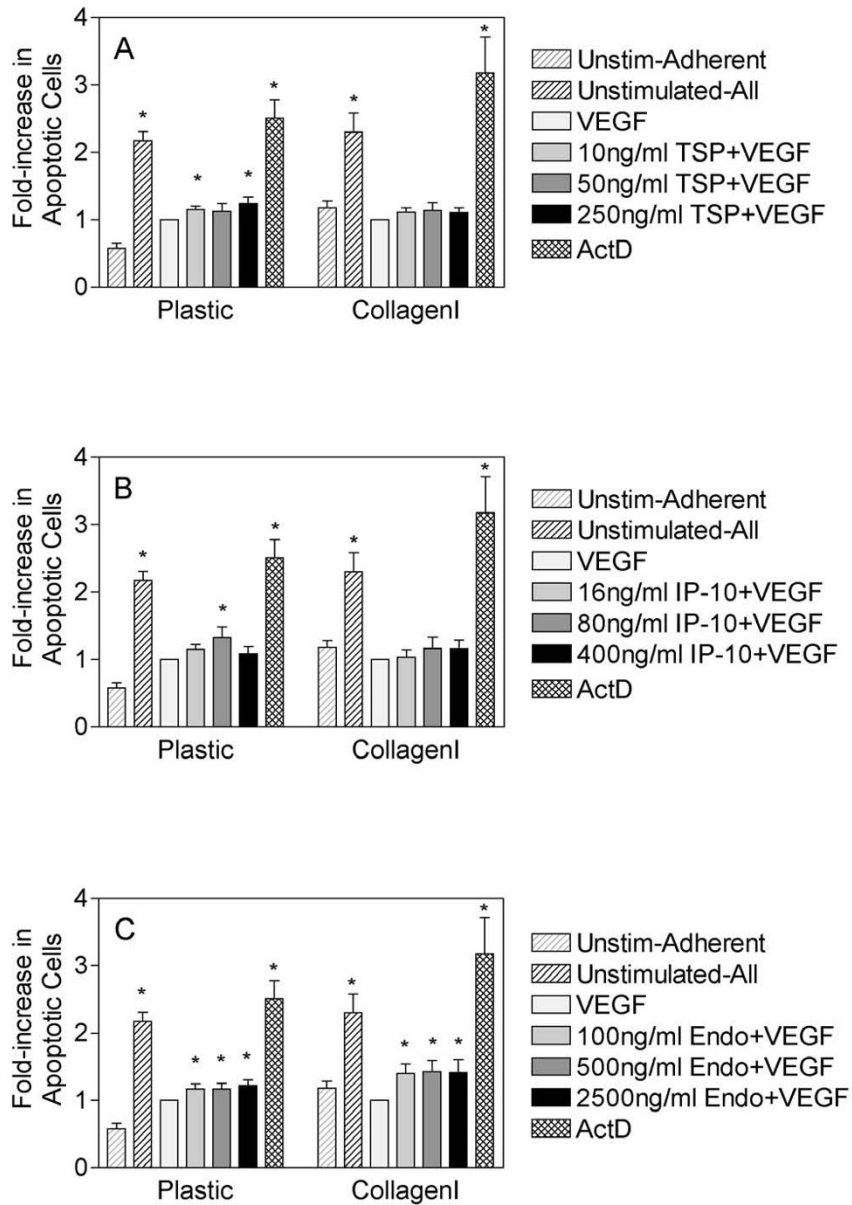 A
Fold-increase in
Apoptotic Cells
4
3
2
1
0
* * * * * *
Plastic
CollagenI
Unstim-Adherent
Unstimulated-All
VEGF
10ng/ml TSP+VEGF
50ng/ml TSP+VEGF
250ng/ml TSP+VEGF
ActD
B
Fold-increase in
Apoptotic Cells
4
3
2
1
0
* * * * *
Plastic
CollagenI
Unstim-Adherent
Unstimulated-All
VEGF
16ng/ml IP-10+VEGF
80ng/ml IP-10+VEGF
400ng/ml IP-10+VEGF
ActD
C
Fold-increase in
Apoptotic Cells
4
3
2
1
0
* * * * * * * * * *
Plastic
CollagenI
Unstim-Adherent
Unstimulated-All
VEGF
100ng/ml Endo+VEGF
500ng/ml Endo+VEGF
2500ng/ml Endo+VEGF
ActD